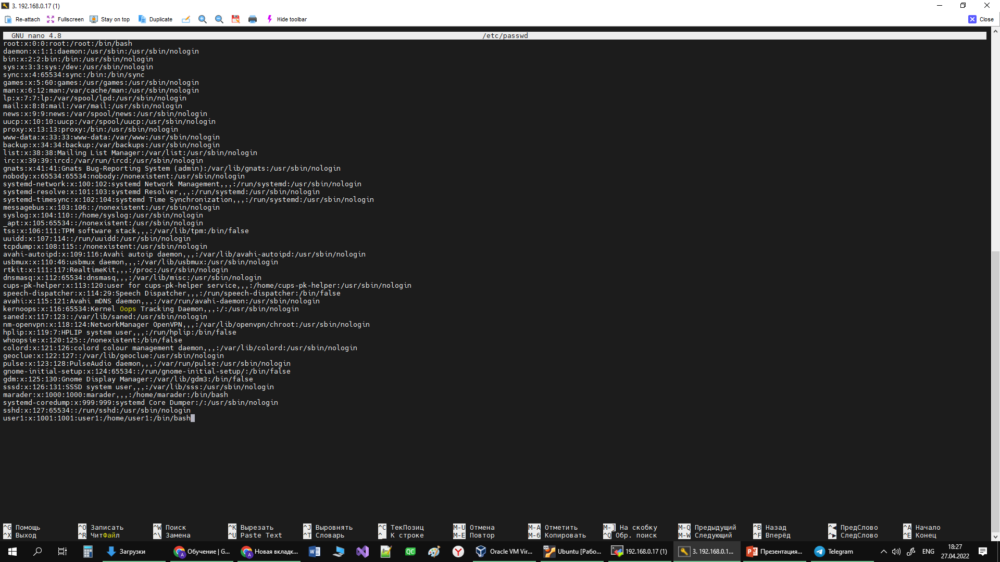 3. 192.168.0.17 (1)
Re-attach Fullscreen Stay on top Duplicate Hide toolbar Close
GNU nano 4.8 /etc/passwd
root:x:0:0:root:/root:/bin/bash
daemon:x:1:1:daemon:/usr/sbin:/usr/sbin/nologin
bin:x:2:2:bin:/bin:/usr/sbin/nologin
sys:x:3:3:sys:/dev:/usr/sbin/nologin
sync:x:4:65534:sync:/bin:/bin/sync
games:x:5:60:games:/usr/games:/usr/sbin/nologin
man:x:6:12:man:/var/cache/man:/usr/sbin/nologin
lp:x:7:7:lp:/var/spool/lpd:/usr/sbin/nologin
mail:x:8:8:mail:/var/mail:/usr/sbin/nologin
news:x:9:9:news:/var/spool/news:/usr/sbin/nologin
uucp:x:10:10:uucp:/var/spool/uucp:/usr/sbin/nologin
proxy:x:13:13:proxy:/bin:/usr/sbin/nologin
www-data:x:33:33:www-data:/var/www:/usr/sbin/nologin
backup:x:34:34:backup:/var/backups:/usr/sbin/nologin
list:x:38:38:Mailing List Manager:/var/list:/usr/sbin/nologin
irc:x:39:39:ircd:/var/run/ircd:/usr/sbin/nologin
gnats:x:41:41:Gnats Bug-Reporting System (admin):/var/lib/gnats:/usr/sbin/nologin
nobody:x:65534:65534:nobody:/nonexistent:/usr/sbin/nologin
systemd-network:x:100:102:systemd Network Management,,,:/run/systemd:/usr/sbin/nologin
systemd-resolve:x:101:103:systemd Resolver,,,:/run/systemd:/usr/sbin/nologin
systemd-timesync:x:102:104:systemd Time Synchronization,,,:/run/systemd:/usr/sbin/nologin
messagebus:x:103:106::/nonexistent:/usr/sbin/nologin
syslog:x:104:110::/home/syslog:/usr/sbin/nologin
_apt:x:105:65534::/nonexistent:/usr/sbin/nologin
tss:x:106:111:TPM software stack,,,:/var/lib/tpm:/bin/false
uuidd:x:107:114::/run/uuidd:/usr/sbin/nologin
tcpdump:x:108:115::/nonexistent:/usr/sbin/nologin
avahi-autoipd:x:109:116:Avahi autoip daemon,,,:/var/lib/avahi-autoipd:/usr/sbin/nologin
usbmux:x:110:46:usbmux daemon,,,:/var/lib/usbmux:/usr/sbin/nologin
rtkit:x:111:117:RealtimeKit,,,:/proc:/usr/sbin/nologin
dnsmasq:x:112:65534:dnsmasq,,,:/var/lib/misc:/usr/sbin/nologin
cups-pk-helper:x:113:120:user for cups-pk-helper service,,,:/home/cups-pk-helper:/usr/sbin/nologin
speech-dispatcher:x:114:29:Speech Dispatcher,,,:/run/speech-dispatcher:/bin/false
avahi:x:115:121:Avahi mDNS daemon,,,:/var/run/avahi-daemon:/usr/sbin/nologin
kernoops:x:116:65534:Kernel Oops Tracking Daemon,,,:/:/usr/sbin/nologin
saned:x:117:123::/var/lib/saned:/usr/sbin/nologin
nm-openvpn:x:118:124:NetworkManager OpenVPN,,,:/var/lib/openvpn/chroot:/usr/sbin/nologin
hplip:x:119:7:HPLIP system user,,,:/run/hplip:/bin/false
whoopsie:x:120:125::/nonexistent:/bin/false
colord:x:121:126:colord colour management daemon,,,:/var/lib/colord:/usr/sbin/nologin
geoclue:x:122:127::/var/lib/geoclue:/usr/sbin/nologin
pulse:x:123:128:PulseAudio daemon,,,:/var/run/pulse:/usr/sbin/nologin
gnome-initial-setup:x:124:65534::/run/gnome-initial-setup/:/bin/false
gdm:x:125:130:Gnome Display Manager:/var/lib/gdm3:/bin/false
sssd:x:126:131:SSSD system user,,,:/var/lib/sss:/usr/sbin/nologin
marader:x:1000:1000:marader,,,:/home/marader:/bin/bash
systemd-coredump:x:999:999:systemd Core Dumper:/:/usr/sbin/nologin
sshd:x:127:65534::/run/sshd:/usr/sbin/nologin
user1:x:1001:1001:user1:/home/user1:/bin/bash
^G Помощь ^O Записать ^W Поиск ^K Вырезать ^J Выровнять ^C ТекПозиц M-U Отмена M-A Отметить M-] На скобку M-Q Предыдущий ^B Назад ^◀ ПредСлово ^A Начало
^X Выход ^R ЧитФайл ^\ Замена ^U Paste Text ^T Словарь ^_ К строке M-E Повтор M-6 Копировать ^Q Обр. поиск M-W Следующий ^F Вперёд ^▶ СледСлово ^E Конец
Загрузки Обучение | G... Новая вкладк... Oracle VM Vir... Ubuntu [Рабо... 192.168.0.17 (1) 3. 192.168.0.1... Презентация... Telegram ENG 18:27
27.04.2022